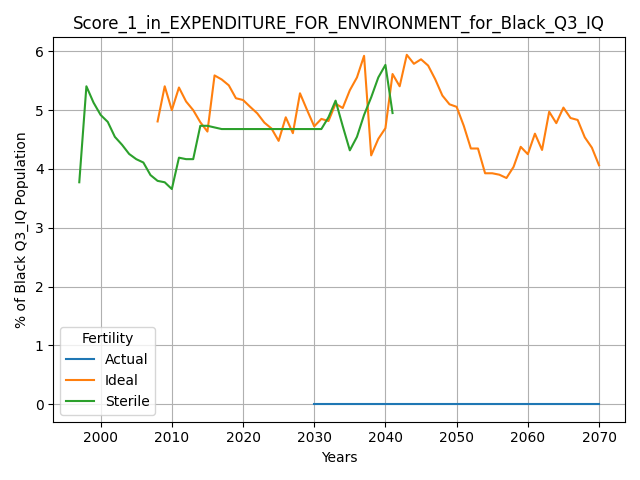 Score_1_in_EXPENDITURE_FOR_ENVIRONMENT_for_Black_Q3_IQ
% of Black Q3_IQ Population
6
5
4
3
2
1
0
Fertility
Actual
Ideal
Sterile
2000 2010 2020 2030 2040 2050 2060 2070
Years